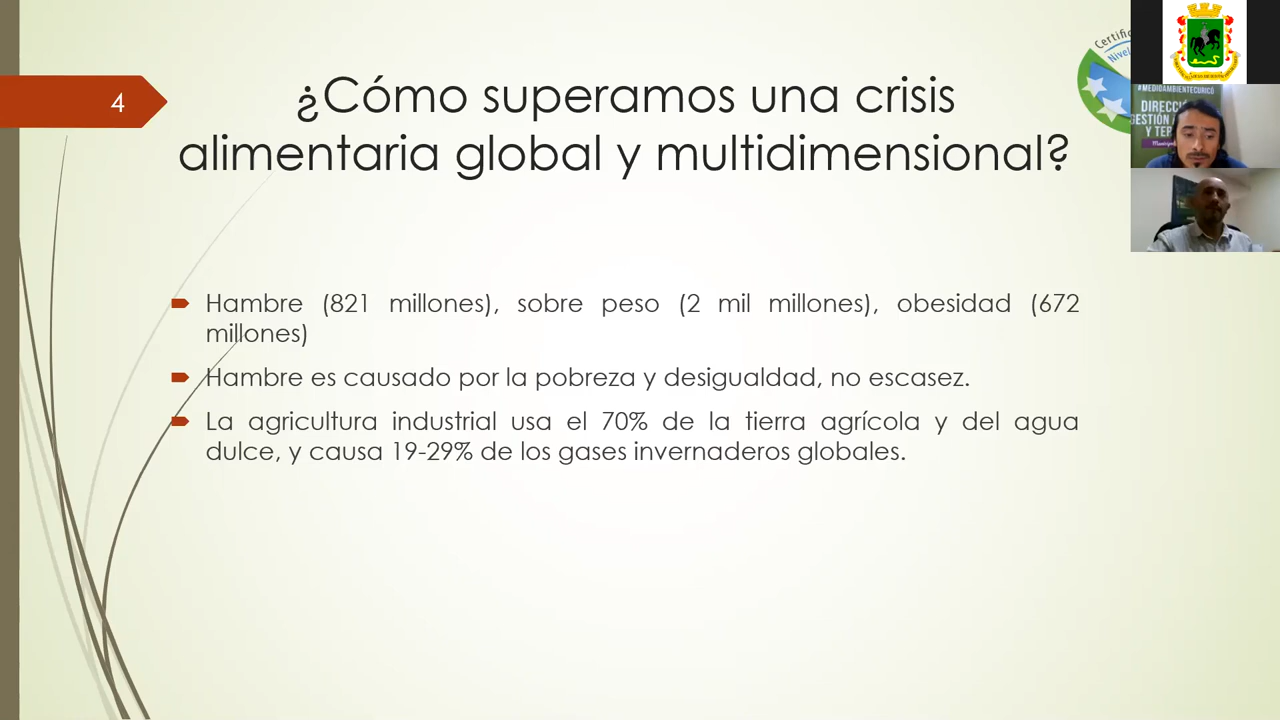 4
¿Cómo superamos una crisis
alimentaria global y multidimensional?
Hambre (821 millones), sobre peso (2 mil millones), obesidad (672
millones)
Hambre es causado por la pobreza y desigualdad, no escasez.
La agricultura industrial usa el 70% de la tierra agrícola y del agua
dulce, y causa 19-29% de los gases invernaderos globales.
#MEDIOAMBIENTECURICÓ